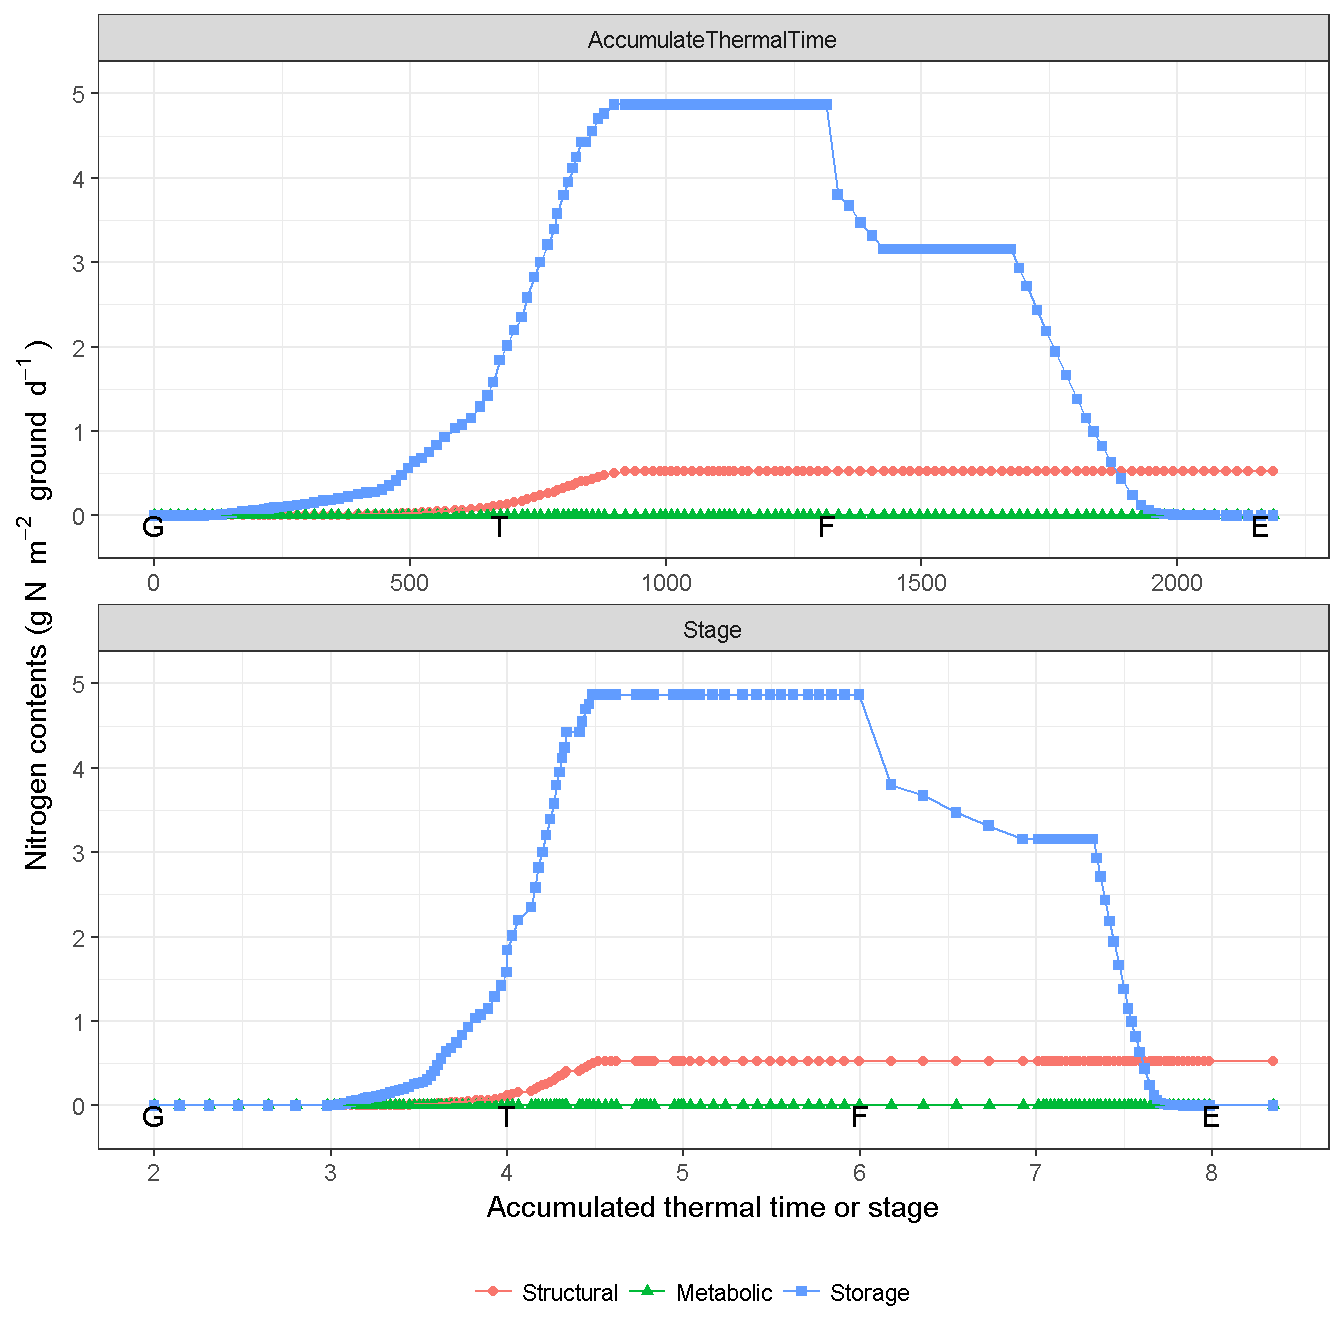 AccumulateThermalTime
5
4
3
2
1
0
G T F E
0 500 1000 1500 2000
Nitrogen contents (g N m⁻² ground d⁻¹)
Stage
5
4
3
2
1
0
G T F E
2 3 4 5 6 7 8
Accumulated thermal time or stage
Structural Metabolic Storage